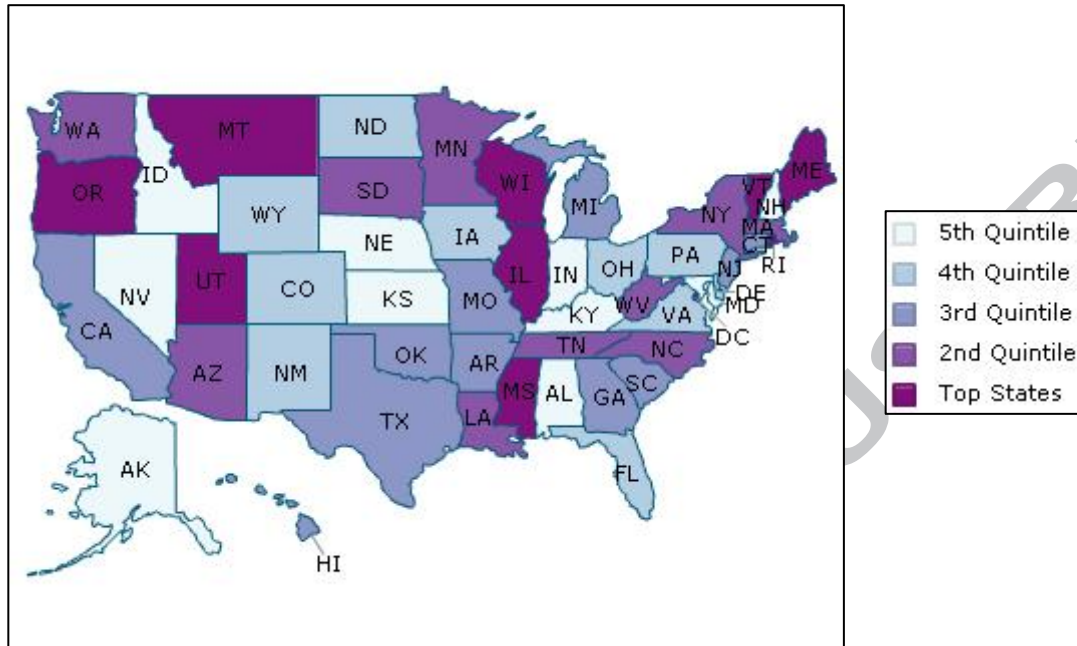 WA
MT
ND
MN
ID
OR
SD
WI
MI
VT
ME
NH
NY
MA
CT
RI
WY
IA
NE
PA
NJ
OH
IN
IL
DE
MD
NV
UT
CO
KS
MO
KY
WV
VA
DC
CA
OK
TN
NC
AZ
NM
AR
SC
MS
AL
GA
TX
LA
AK
FL
HI
5th Quintile
4th Quintile
3rd Quintile
2nd Quintile
Top States